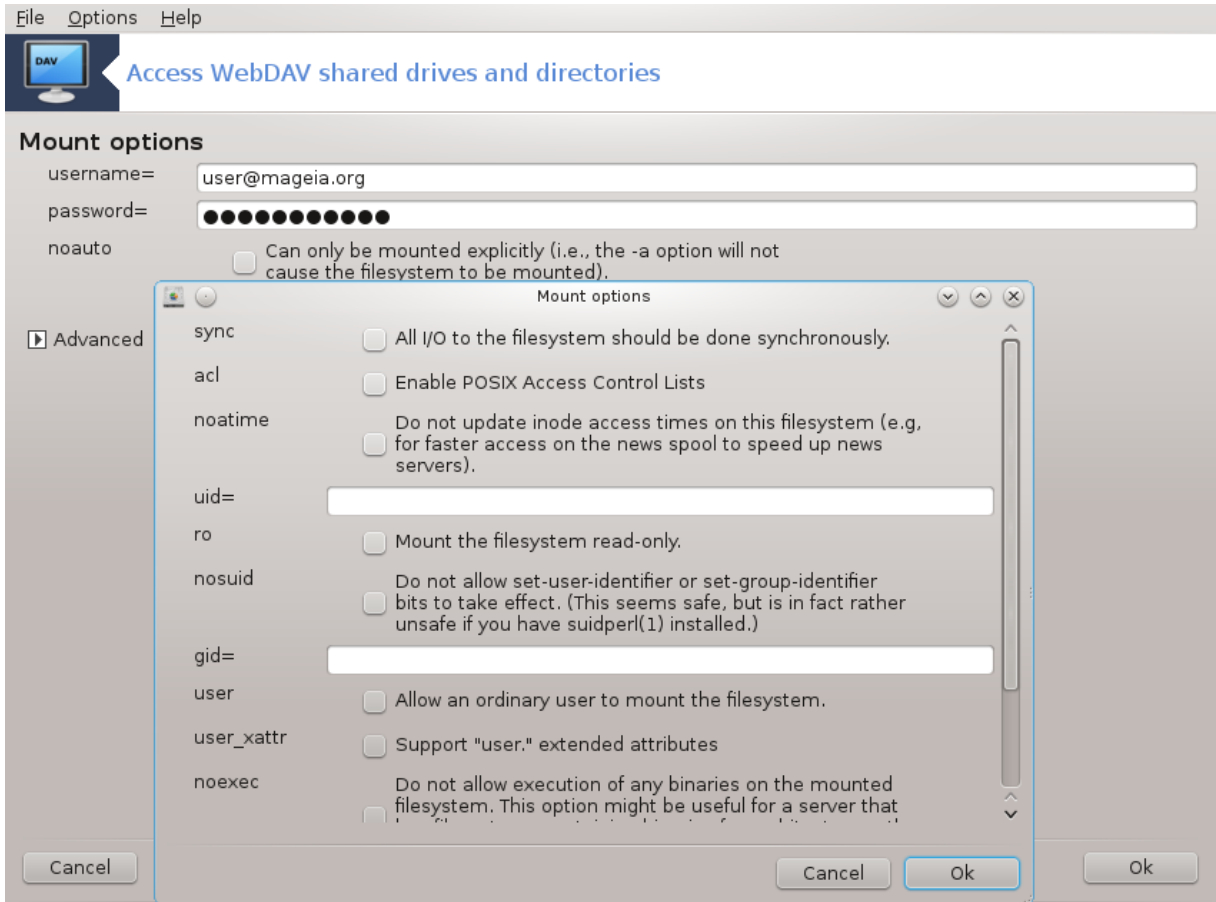 File Options Help
DAV
Access WebDAV shared drives and directories
Mount options
username= user@mageia.org
password= ●●●●●●●●●●●
noauto Can only be mounted explicitly (i.e., the -a option will not
cause the filesystem to be mounted).
Advanced
Mount options
sync All I/O to the filesystem should be done synchronously.
acl Enable POSIX Access Control Lists
noatime Do not update inode access times on this filesystem (e.g,
for faster access on the news spool to speed up news
servers).
uid=
ro Mount the filesystem read-only.
nosuid Do not allow set-user-identifier or set-group-identifier
bits to take effect. (This seems safe, but is in fact rather
unsafe if you have suidperl(1) installed.)
gid=
user Allow an ordinary user to mount the filesystem.
user_xattr Support "user." extended attributes
noexec Do not allow execution of any binaries on the mounted
filesystem. This option might be useful for a server that
Cancel Ok
Cancel Ok